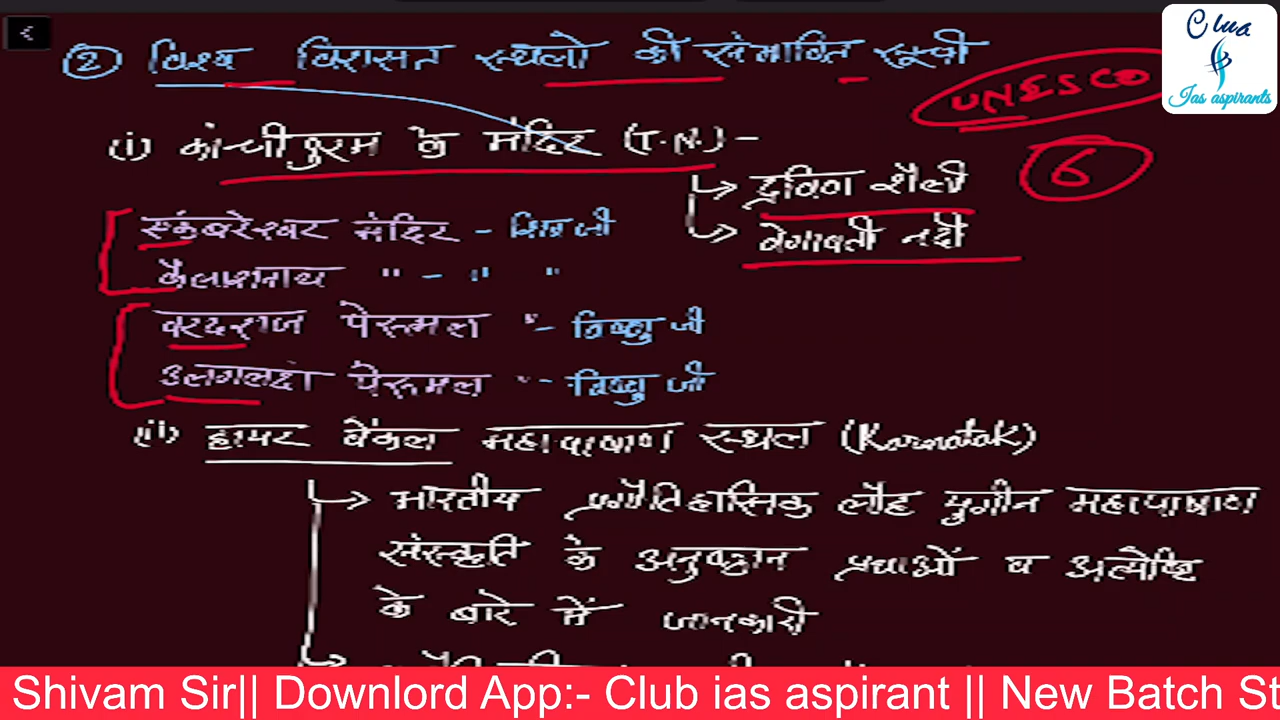 ② विश्व विरासत स्थलों की संभावित सूची
UNESCO
Club
Ias aspirants
(i) कांचीपुरम के मंदिर (T.N.) –
6
द्रविण शैली
वेगावती नदी
एकंबरेश्वर मंदिर - शिव जी
कैलाशनाथ " - " "
वरदराज पेरूमल "- विष्णु जी
उलगलंदा पेरूमल "- विष्णु जी
(ii) हायर बेंकल महापाषाण स्थल (Karnatak)
भारतीय प्रागैतिहासिक लौह युगीन महापाषाण
संस्कृति के अनुष्ठान प्रथाओं व अंत्येष्टि
के बारे में जानकारी
Shivam Sir|| Downlord App:- Club ias aspirant || New Batch St